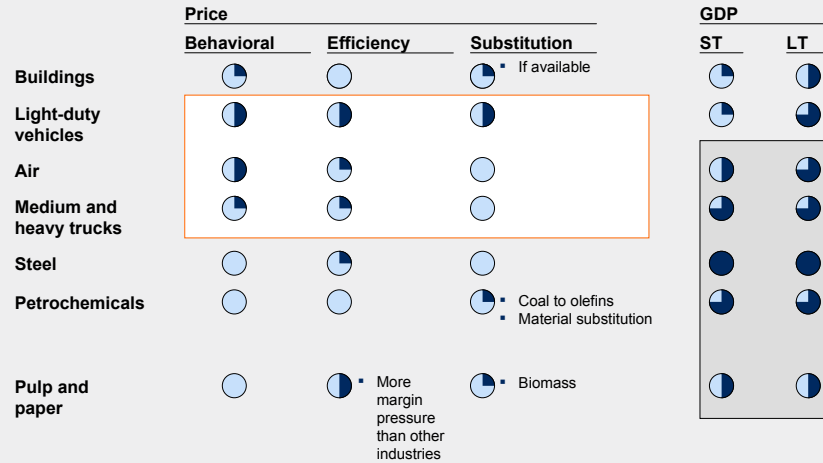 Price
GDP
Behavioral
Efficiency
Substitution
ST
LT
Buildings
▪ If available
Light-duty
vehicles
Air
Medium and
heavy trucks
Steel
Petrochemicals
▪ Coal to olefins
▪ Material substitution
Pulp and
paper
▪ More
margin
pressure
than other
industries
▪ Biomass